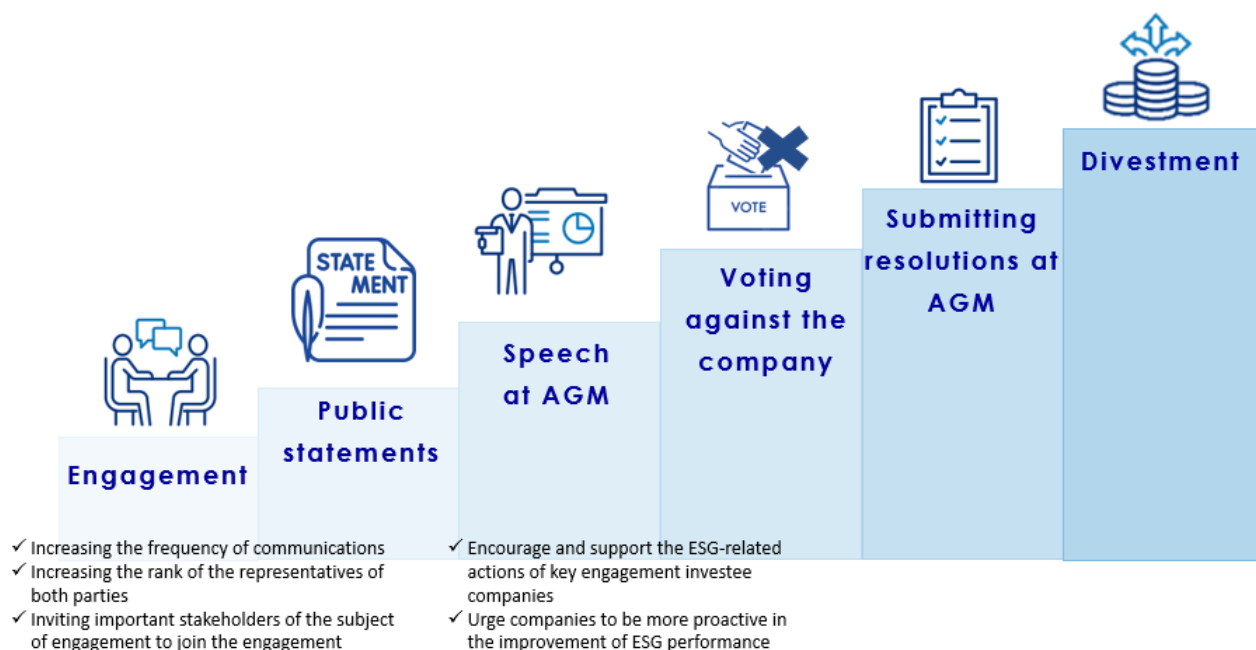 Divestment
VOTE
Submitting
resolutions at
AGM
STATE
MENT
Voting
against the
company
Speech
at AGM
Public
statements
Engagement
✓ Increasing the frequency of communications
✓ Increasing the rank of the representatives of
both parties
✓ Inviting important stakeholders of the subject
of engagement to join the engagement
✓ Encourage and support the ESG-related
actions of key engagement investee
companies
✓ Urge companies to be more proactive in
the improvement of ESG performance